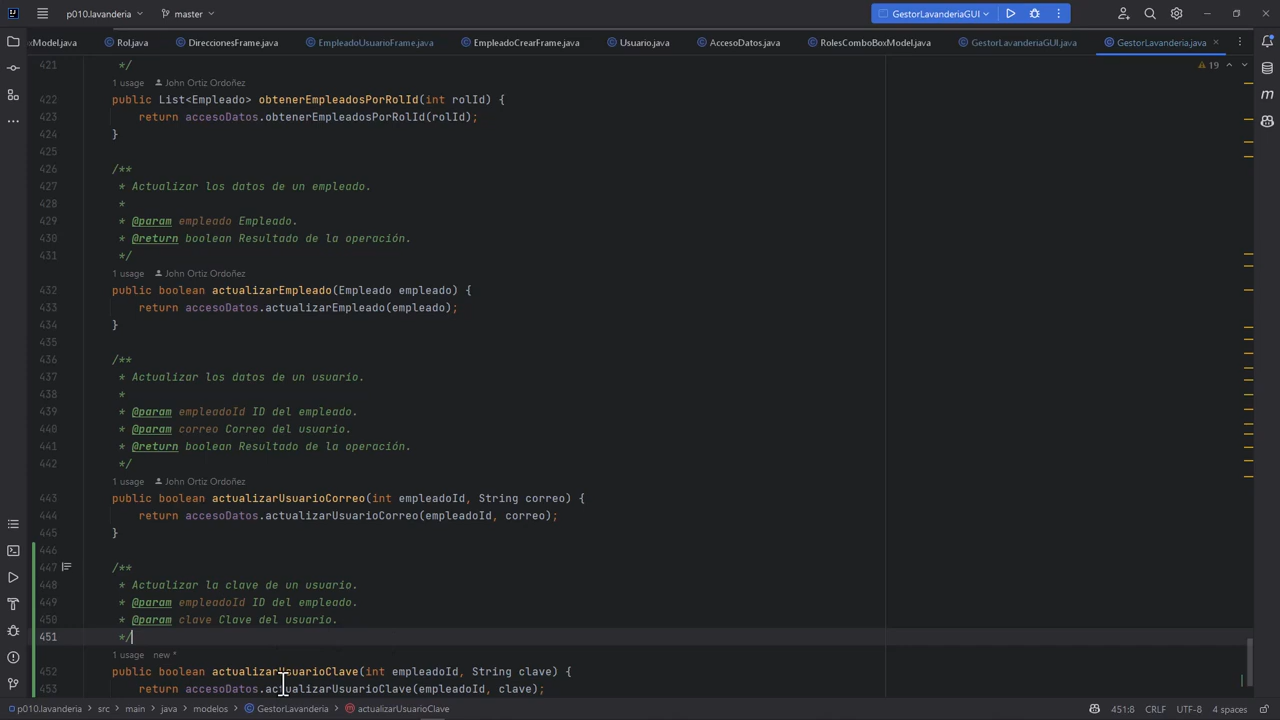 p010.lavanderia master GestorLavanderiaGUI
xModel.java Rol.java DireccionesFrame.java EmpleadoUsuarioFrame.java EmpleadoCrearFrame.java Usuario.java AccesoDatos.java RolesComboBoxModel.java GestorLavanderiaGUI.java GestorLavanderia.java
421 */ 19
1 usage John Ortiz Ordoñez
422 public List<Empleado> obtenerEmpleadosPorRolId(int rolId) {
423 return accesoDatos.obtenerEmpleadosPorRolId(rolId);
424 }
425
426 /**
427 * Actualizar los datos de un empleado.
428 *
429 * @param empleado Empleado.
430 * @return boolean Resultado de la operación.
431 */
1 usage John Ortiz Ordoñez
432 public boolean actualizarEmpleado(Empleado empleado) {
433 return accesoDatos.actualizarEmpleado(empleado);
434 }
435
436 /**
437 * Actualizar los datos de un usuario.
438 *
439 * @param empleadoId ID del empleado.
440 * @param correo Correo del usuario.
441 * @return boolean Resultado de la operación.
442 */
1 usage John Ortiz Ordoñez
443 public boolean actualizarUsuarioCorreo(int empleadoId, String correo) {
444 return accesoDatos.actualizarUsuarioCorreo(empleadoId, correo);
445 }
446
447 /**
448 * Actualizar la clave de un usuario.
449 * @param empleadoId ID del empleado.
450 * @param clave Clave del usuario.
451 */
1 usage new *
452 public boolean actualizarUsuarioClave(int empleadoId, String clave) {
453 return accesoDatos.actualizarUsuarioClave(empleadoId, clave);
p010.lavanderia > src > main > java > modelos > GestorLavanderia > actualizarUsuarioClave 451:8 CRLF UTF-8 4 spaces